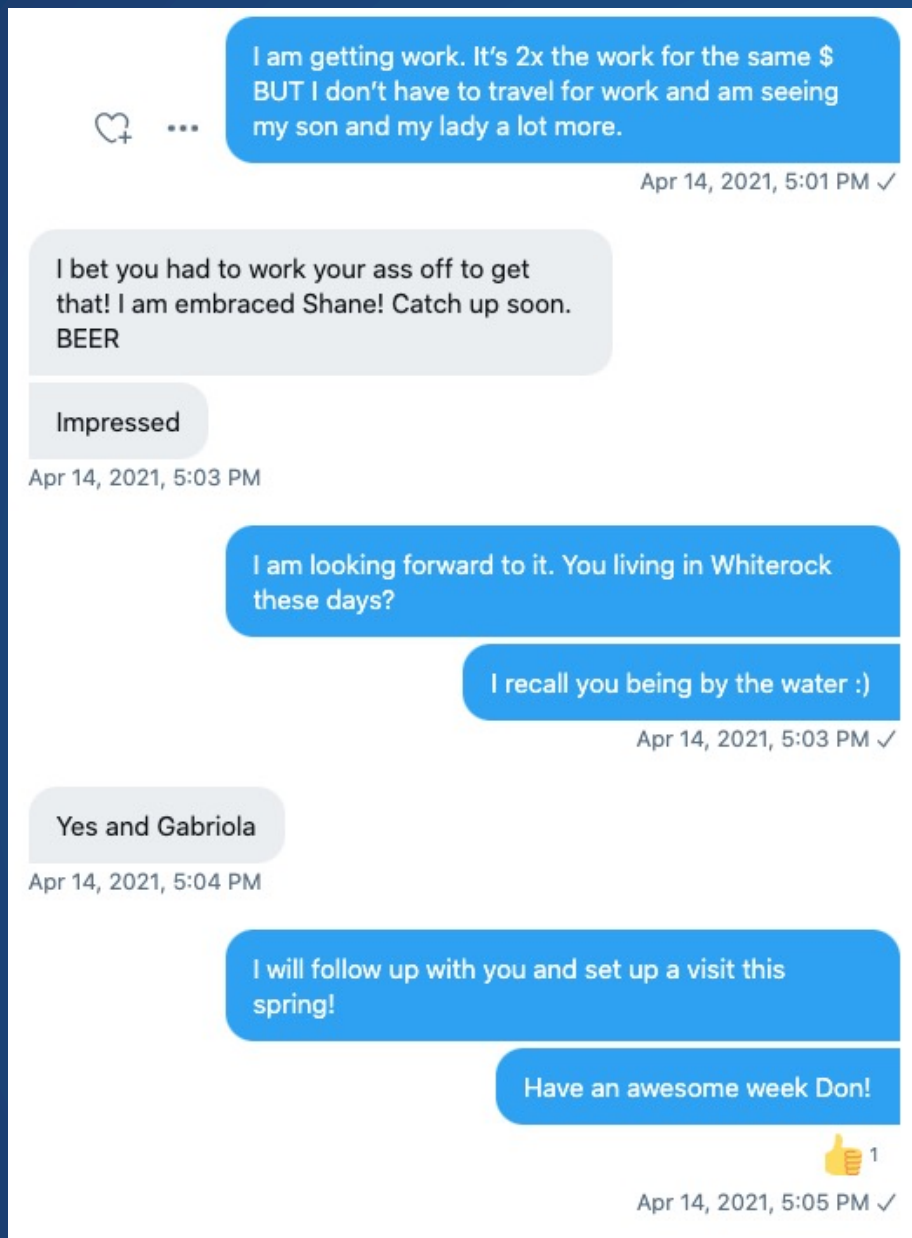 I am getting work. It’s 2x the work for the same $
BUT I don’t have to travel for work and am seeing
my son and my lady a lot more.
Apr 14, 2021, 5:01 PM ✓
I bet you had to work your ass off to get
that! I am embraced Shane! Catch up soon.
BEER
Impressed
Apr 14, 2021, 5:03 PM
I am looking forward to it. You living in Whiterock
these days?
I recall you being by the water :)
Apr 14, 2021, 5:03 PM ✓
Yes and Gabriola
Apr 14, 2021, 5:04 PM
I will follow up with you and set up a visit this
spring!
Have an awesome week Don!
👍 1
Apr 14, 2021, 5:05 PM ✓